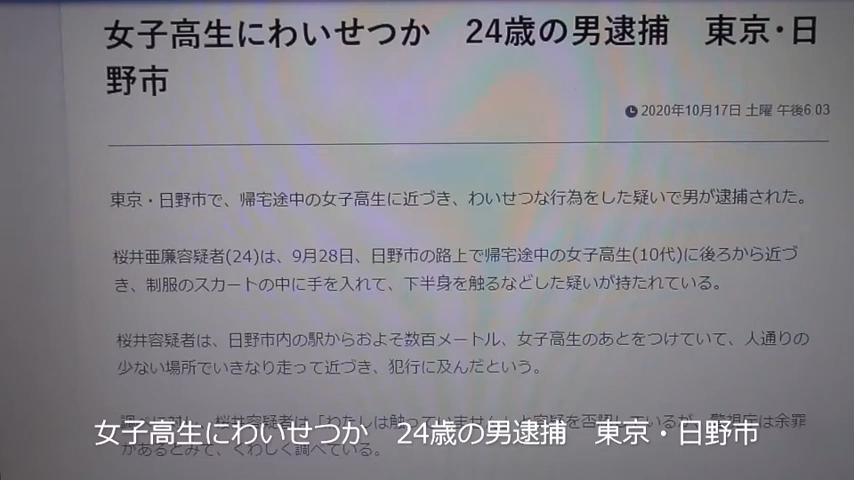 女子高生にわいせつか　24歳の男逮捕　東京・日
野市
2020年10月17日 土曜 午後6:03
東京・日野市で、帰宅途中の女子高生に近づき、わいせつな行為をした疑いで男が逮捕された。
桜井亜廉容疑者(24)は、9月28日、日野市の路上で帰宅途中の女子高生(10代)に後ろから近づ
き、制服のスカートの中に手を入れて、下半身を触るなどした疑いが持たれている。
桜井容疑者は、日野市内の駅からおよそ数百メートル、女子高生のあとをつけていて、人通りの
少ない場所でいきなり走って近づき、犯行に及んだという。
調べに対し、桜井容疑者は「わたしは触っていません」と容疑を否認しているが、警視庁は余罪
があるとみて、くわしく調べている。
女子高生にわいせつか　24歳の男逮捕　東京・日野市